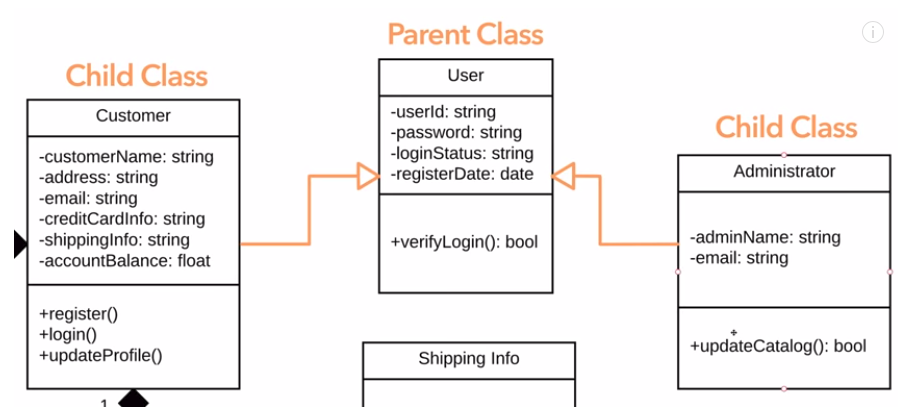 Parent Class
User
-userId: string
-password: string
-loginStatus: string
-registerDate: date
+verifyLogin(): bool
Child Class
Customer
-customerName: string
-address: string
-email: string
-creditCardInfo: string
-shippingInfo: string
-accountBalance: float
+register()
+login()
+updateProfile()
1
Child Class
Administrator
-adminName: string
-email: string
+updateCatalog(): bool
Shipping Info